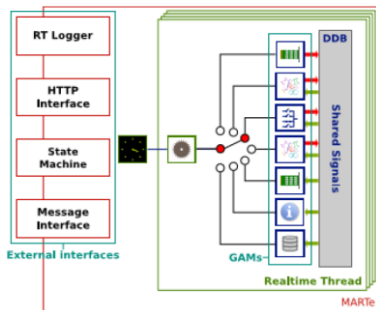 RT Logger
HTTP
Interface
State
Machine
Message
Interface
External interfaces
DDB
Shared Signals
GAMs
Realtime Thread
MARTe